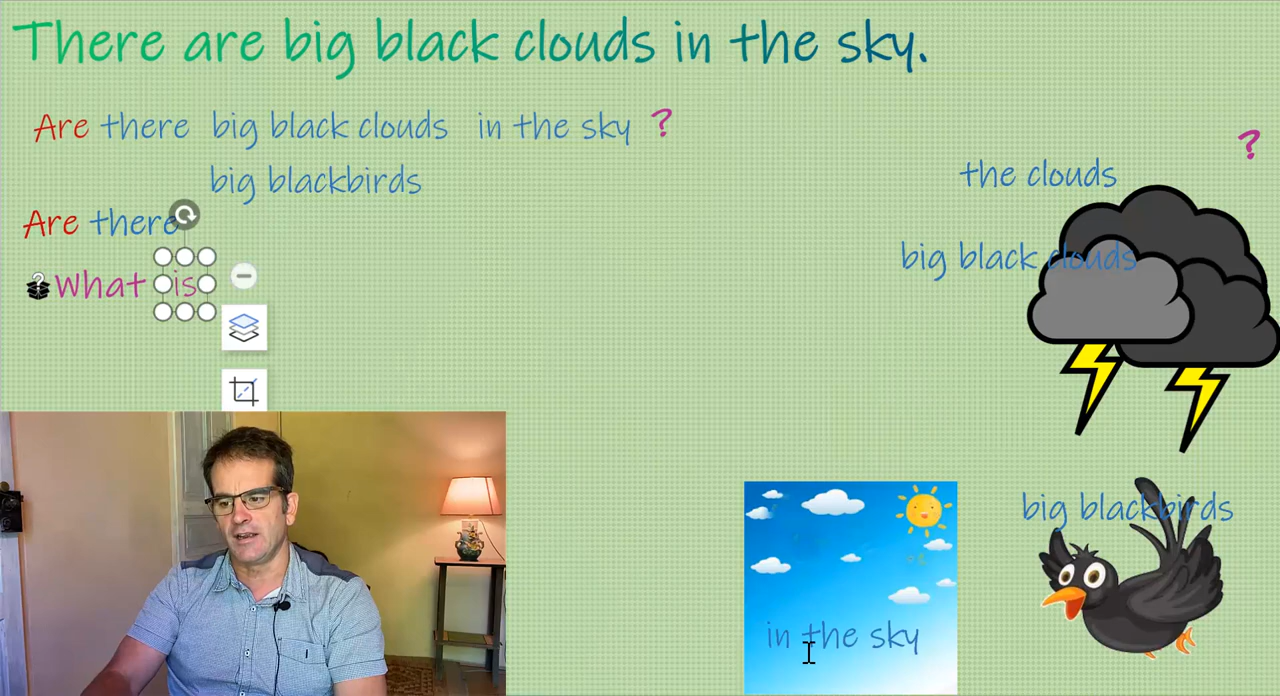 There are big black clouds in the sky.
Are there big black clouds in the sky ?
big blackbirds
?
the clouds
Are there
big black clouds
What is
big blackbirds
in the sky